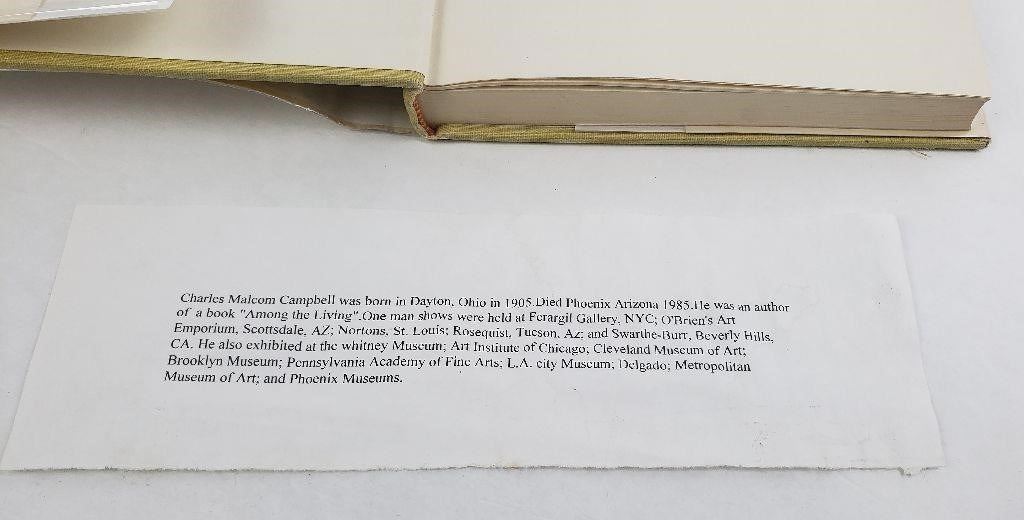 Charles Malcom Campbell was born in Dayton, Ohio in 1905.Died Phoenix Arizona 1985.He was an author
of a book "Among the Living".One man shows were held at Ferargil Gallery, NYC; O'Brien's Art
Emporium, Scottsdale, AZ; Nortons, St. Louis; Rosequist, Tucson, Az; and Swarthe-Burr, Beverly Hills,
CA. He also exhibited at the whitney Museum; Art Institute of Chicago; Cleveland Museum of Art;
Brooklyn Museum; Pennsylvania Academy of Fine Arts; L.A. city Museum; Delgado; Metropolitan
Museum of Art; and Phoenix Museums.